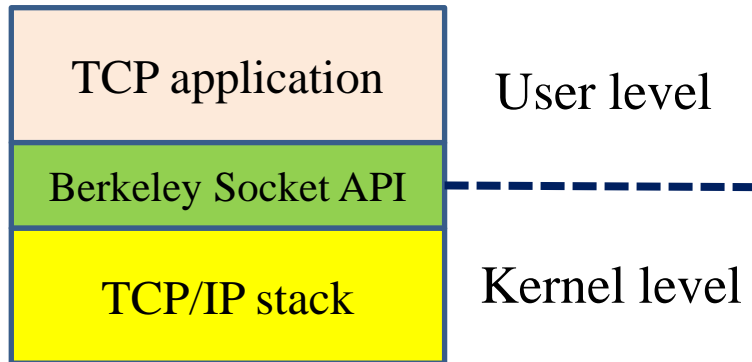 TCP application
User level
Berkeley Socket API
TCP/IP stack
Kernel level